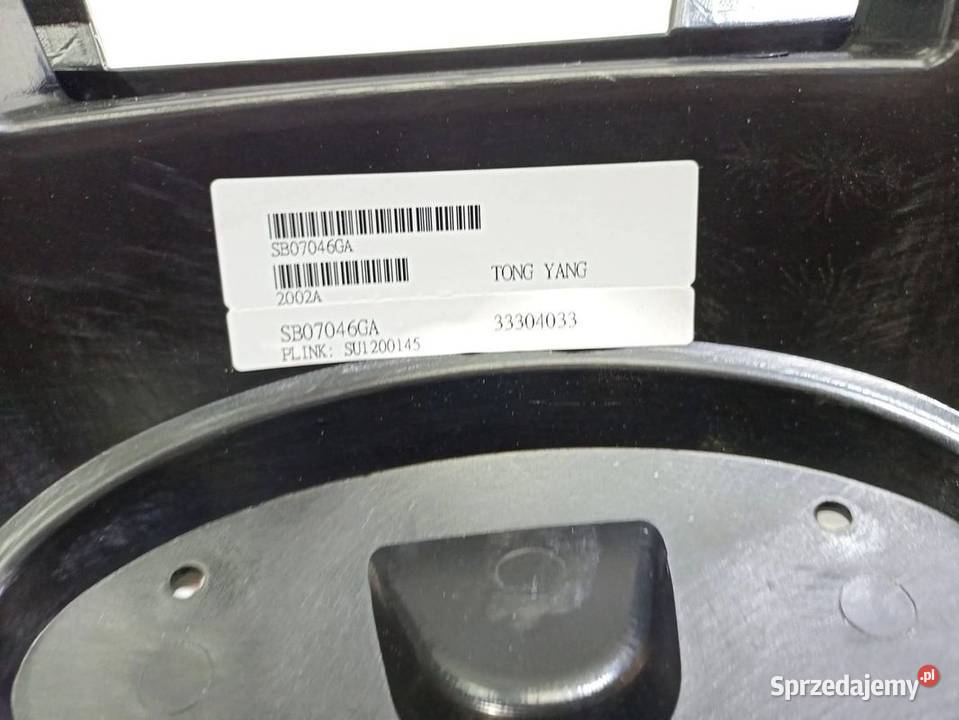 SB07046GA
2002A
TONG YANG
SB07046GA
33304033
PLINK: SU1200145
Sprzedajemy.pl